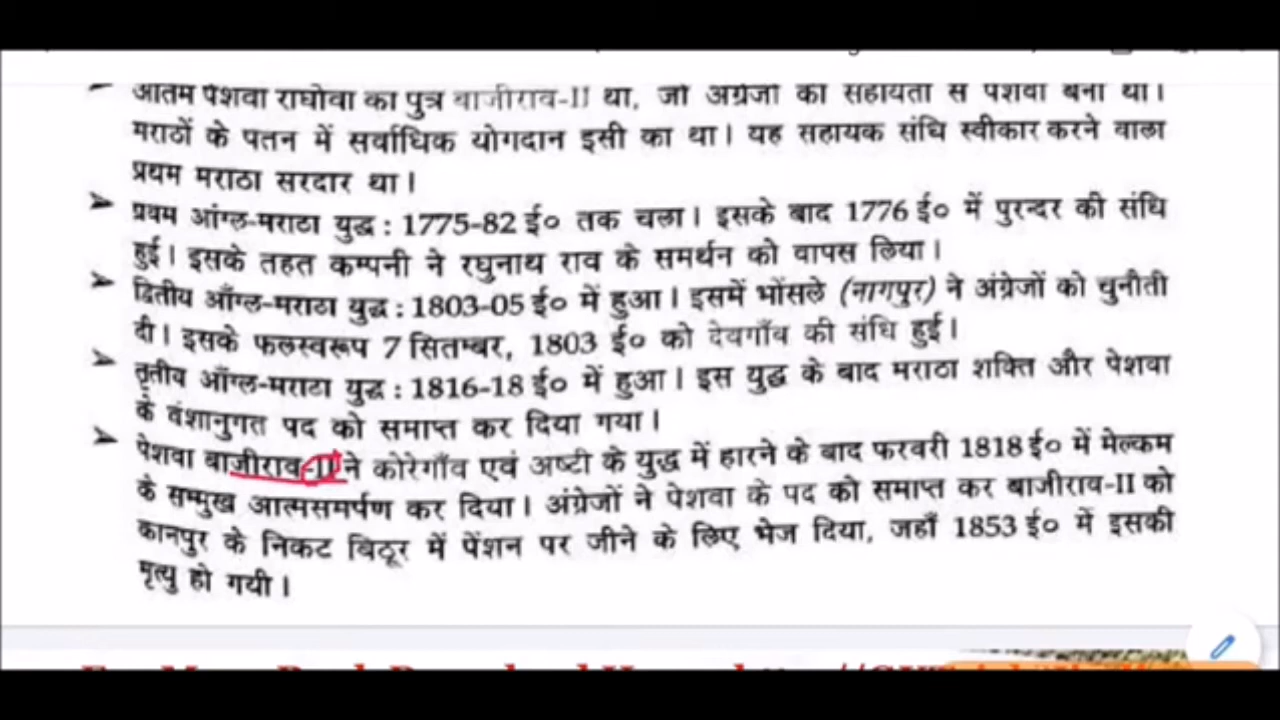 अंतिम पेशवा राघोवा का पुत्र बाजीराव-II था, जो अंग्रेजों की सहायता से पेशवा बना था।
मराठों के पतन में सर्वाधिक योगदान इसी का था। यह सहायक संधि स्वीकार करने वाला
प्रथम मराठा सरदार था।
➤ प्रथम आंग्ल-मराठा युद्ध : 1775-82 ई० तक चला। इसके बाद 1776 ई० में पुरन्दर की संधि
हुई। इसके तहत कम्पनी ने रघुनाथ राव के समर्थन को वापस लिया।
➤ द्वितीय आँग्ल-मराठा युद्ध : 1803-05 ई० में हुआ। इसमें भोंसले (नागपुर) ने अंग्रेजों को चुनौती
दी। इसके फलस्वरूप 7 सितम्बर, 1803 ई० को देवगाँव की संधि हुई।
➤ तृतीय आँग्ल-मराठा युद्ध : 1816-18 ई० में हुआ। इस युद्ध के बाद मराठा शक्ति और पेशवा
के वंशानुगत पद को समाप्त कर दिया गया।
➤ पेशवा बाजीराव-II ने कोरेगाँव एवं अष्टी के युद्ध में हारने के बाद फरवरी 1818 ई० में मेल्कम
के सम्मुख आत्मसमर्पण कर दिया। अंग्रेजों ने पेशवा के पद को समाप्त कर बाजीराव-II को
कानपुर के निकट बिठूर में पेंशन पर जीने के लिए भेज दिया, जहाँ 1853 ई० में इसकी
मृत्यु हो गयी।